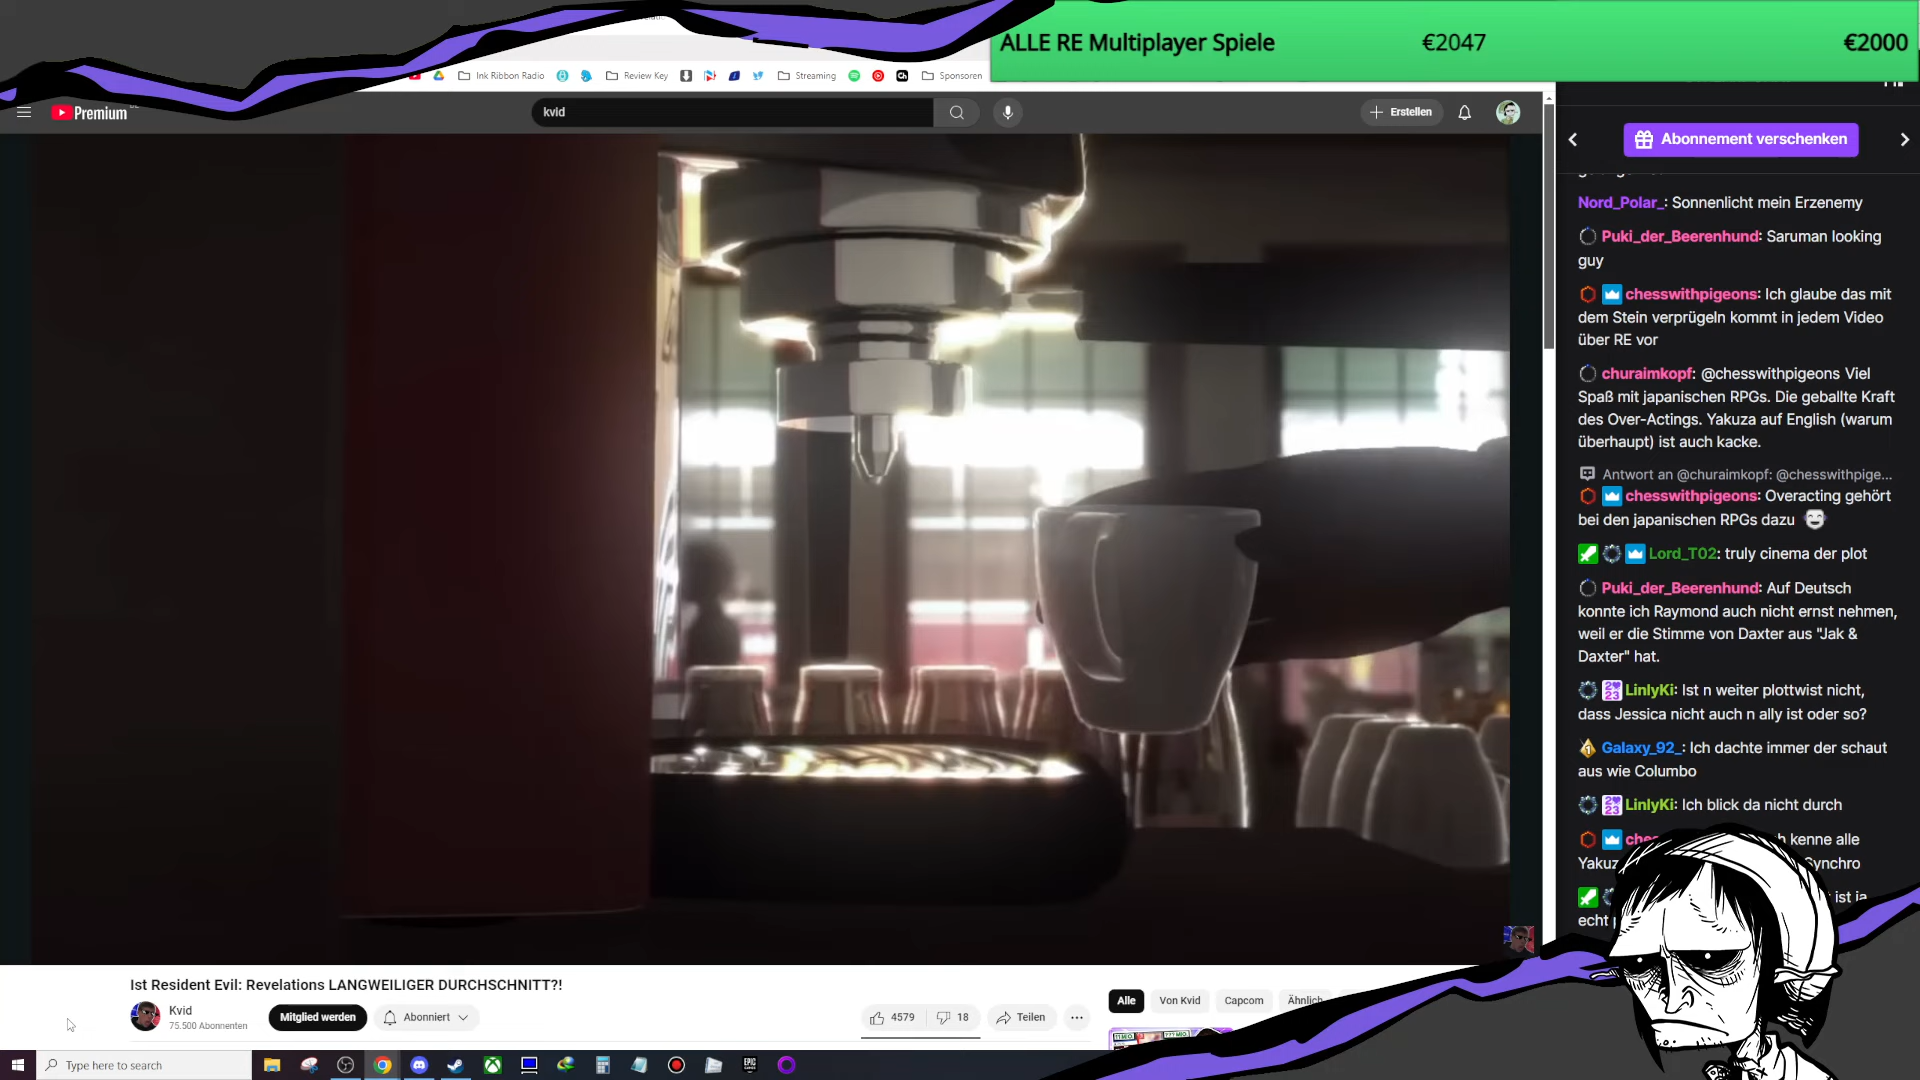 ALLE RE Multiplayer Spiele €2047 €2000
Ink Ribbon Radio Review Key Streaming Sponsoren
Premium kvid Erstellen
Abonnement verschenken
Nord_Polar_: Sonnenlicht mein Erzenemy
Puki_der_Beerenhund: Saruman looking
guy
chesswithpigeons: Ich glaube das mit
dem Stein verprügeln kommt in jedem Video
über RE vor
churaimkopf: @chesswithpigeons Viel
Spaß mit japanischen RPGs. Die geballte Kraft
des Over-Actings. Yakuza auf English (warum
überhaupt) ist auch kacke.
Antwort an @churaimkopf: @chesswithpige...
chesswithpigeons: Overacting gehört
bei den japanischen RPGs dazu
Lord_T02: truly cinema der plot
Puki_der_Beerenhund: Auf Deutsch
konnte ich Raymond auch nicht ernst nehmen,
weil er die Stimme von Daxter aus "Jak &
Daxter" hat.
LinlyKi: Ist n weiter plottwist nicht,
dass Jessica nicht auch n ally ist oder so?
Galaxy_92_: Ich dachte immer der schaut
aus wie Columbo
LinlyKi: Ich blick da nicht durch
kenne alle
ist ja
echt
Ist Resident Evil: Revelations LANGWEILIGER DURCHSCHNITT?!
Kvid
75.500 Abonnenten
Mitglied werden
Abonniert
4579 18 Teilen
Alle Von Kvid Capcom Ähnlich
Type here to search